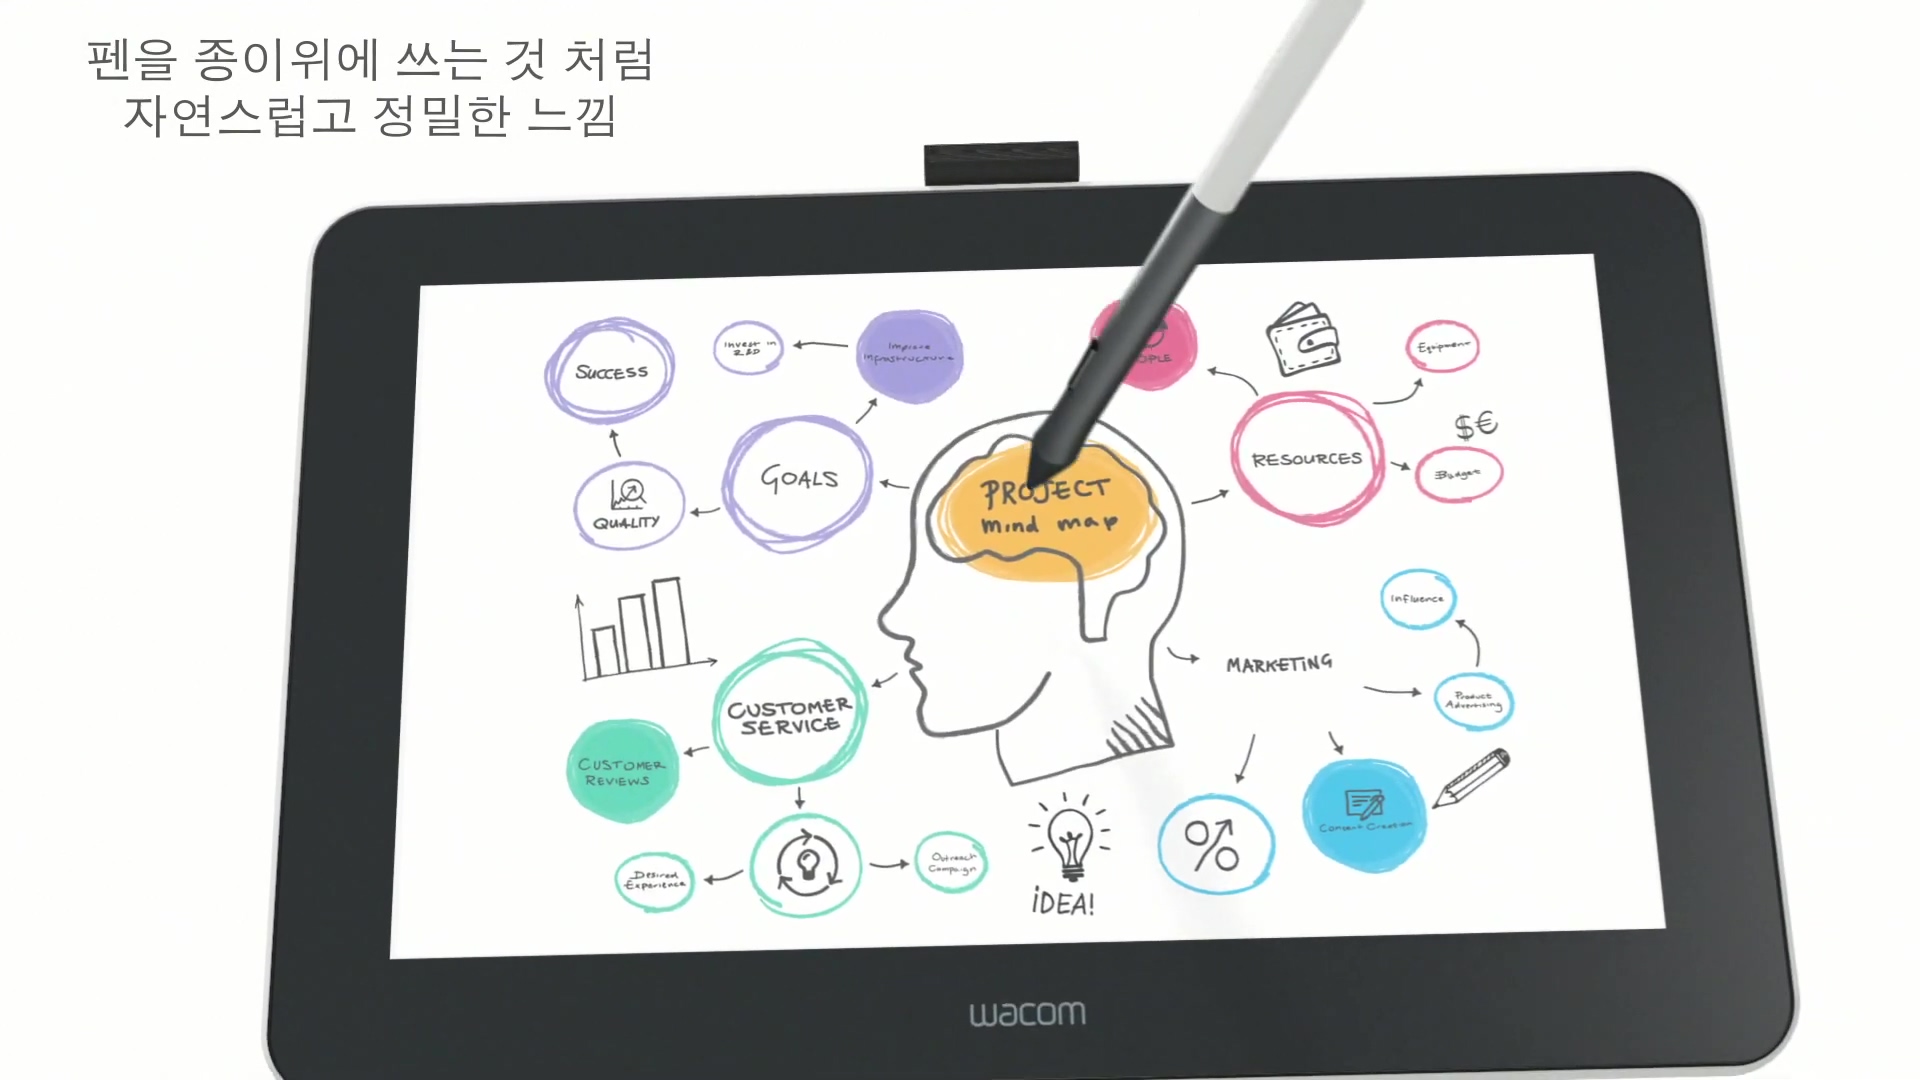 펜을 종이위에 쓰는 것 처럼
자연스럽고 정밀한 느낌
SUCCESS
Invest in
R&D
Improve
Infrastructure
OPLE
Equipment
$€
GOALS
RESOURCES
Budget
QUALITY
PROJECT
mind map
Influence
MARKETING
Product
Advertising
CUSTOMER
SERVICE
CUSTOMER
REVIEWS
Content Creation
%
Desired
Experience
Outreach
Campaign
iDEA!
wacom